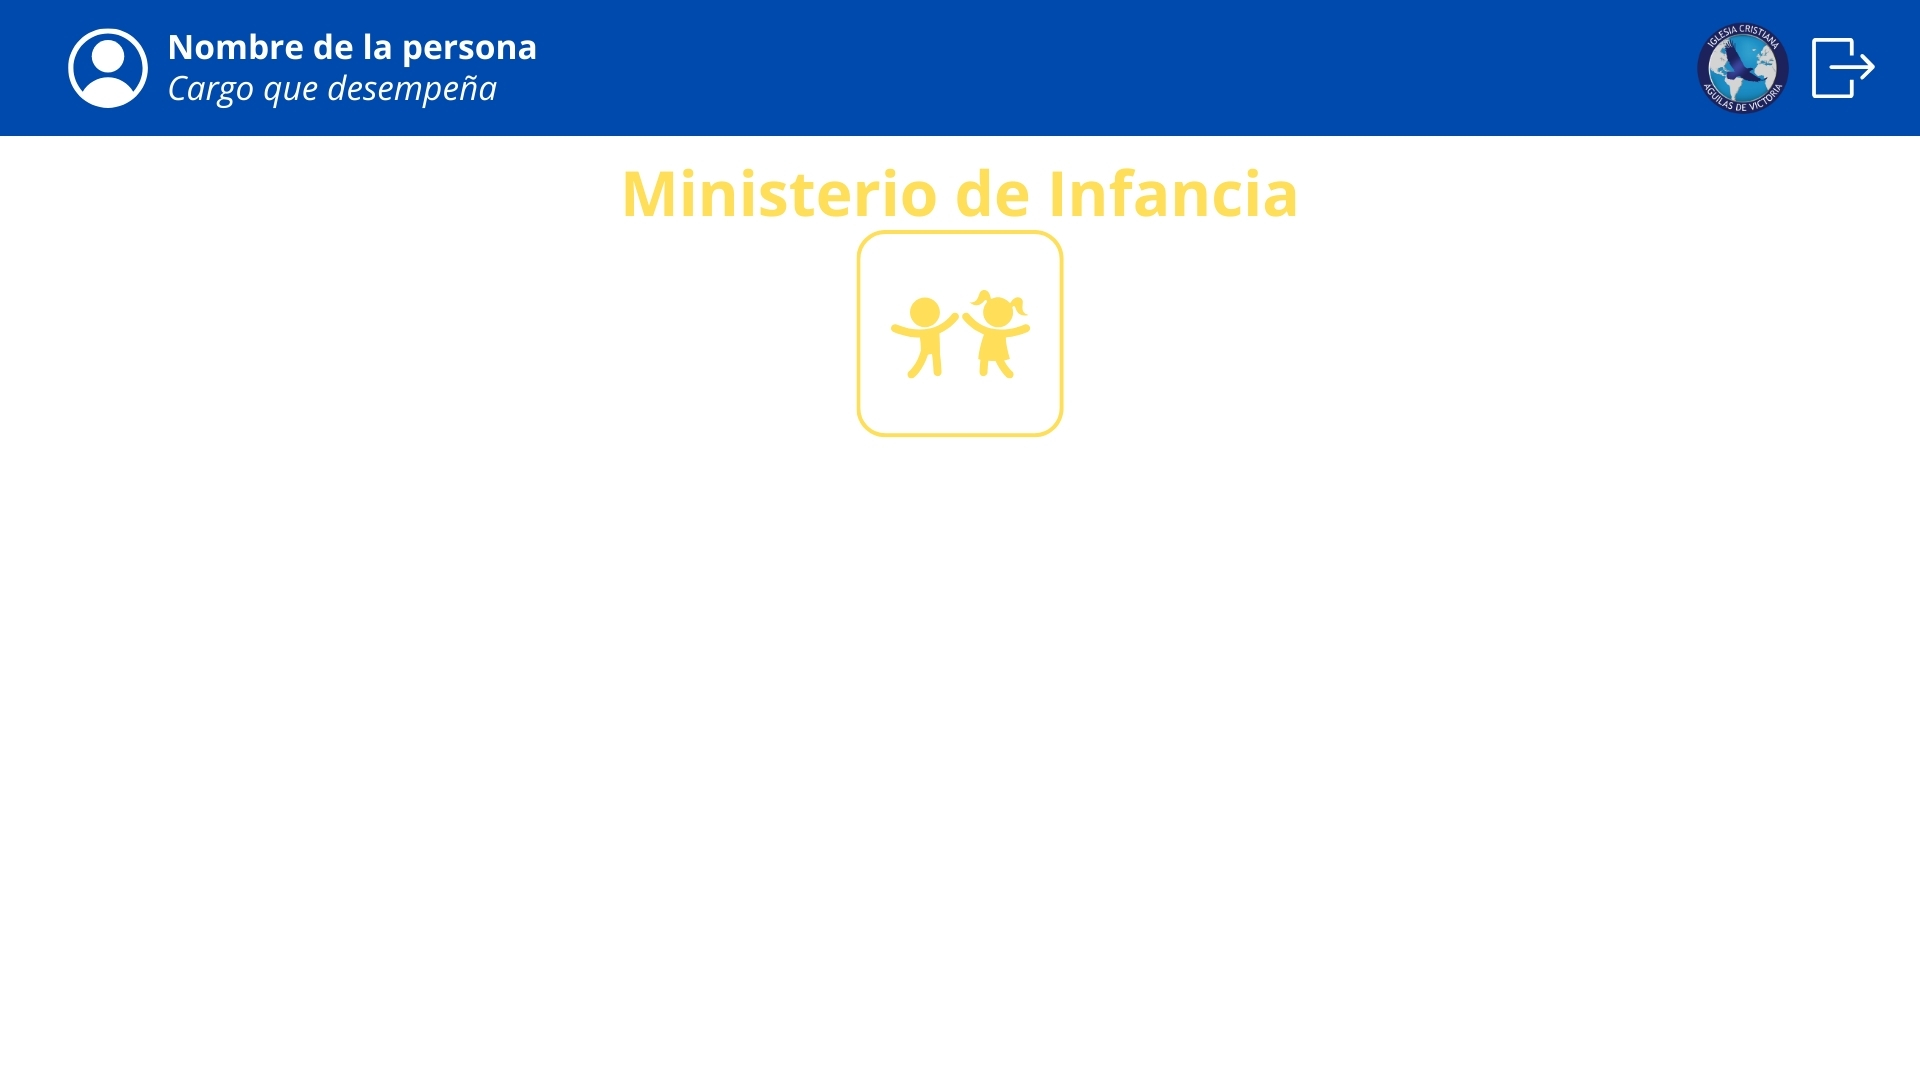 Nombre de la persona
Cargo que desempeña
IGLESIA CRISTIANA
AGUILAS DE VICTORIA
Ministerio de Infancia